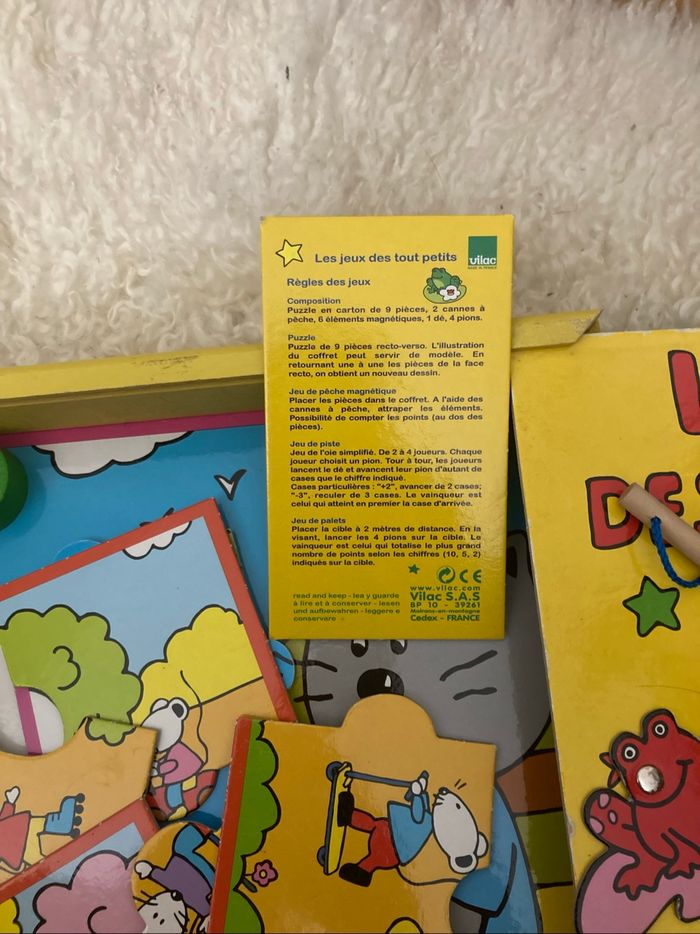 Les jeux des tout petits
vilac
MADE IN FRANCE
Règles des jeux
Composition
Puzzle en carton de 9 pièces, 2 cannes à
pêche, 6 éléments magnétiques, 1 dé, 4 pions.
Puzzle
Puzzle de 9 pièces recto-verso. L'illustration
du coffret peut servir de modèle. En
retournant une à une les pièces de la face
recto, on obtient un nouveau dessin.
Jeu de pêche magnétique
Placer les pièces dans le coffret. A l'aide des
cannes à pêche, attraper les éléments.
Possibilité de compter les points (au dos des
pièces).
Jeu de piste
Jeu de l'oie simplifié. De 2 à 4 joueurs. Chaque
joueur choisit un pion. Tour à tour, les joueurs
lancent le dé et avancent leur pion d'autant de
cases que le chiffre indiqué.
Cases particulières : "+2", avancer de 2 cases;
"-3", reculer de 3 cases. Le vainqueur est
celui qui atteint en premier la case d'arrivée.
Jeu de palets
Placer la cible à 2 mètres de distance. En la
visant, lancer les 4 pions sur la cible. Le
vainqueur est celui qui totalise le plus grand
nombre de points selon les chiffres (10, 5, 2)
indiqués sur la cible.
CE
www.vilac.com
read and keep - lea y guarde
à lire et à conserver - lesen
und aufbewahren - leggere e
conservare
Vilac S.A.S
BP 10 - 39261
Moirans-en-montagne
Cedex - FRANCE
DES